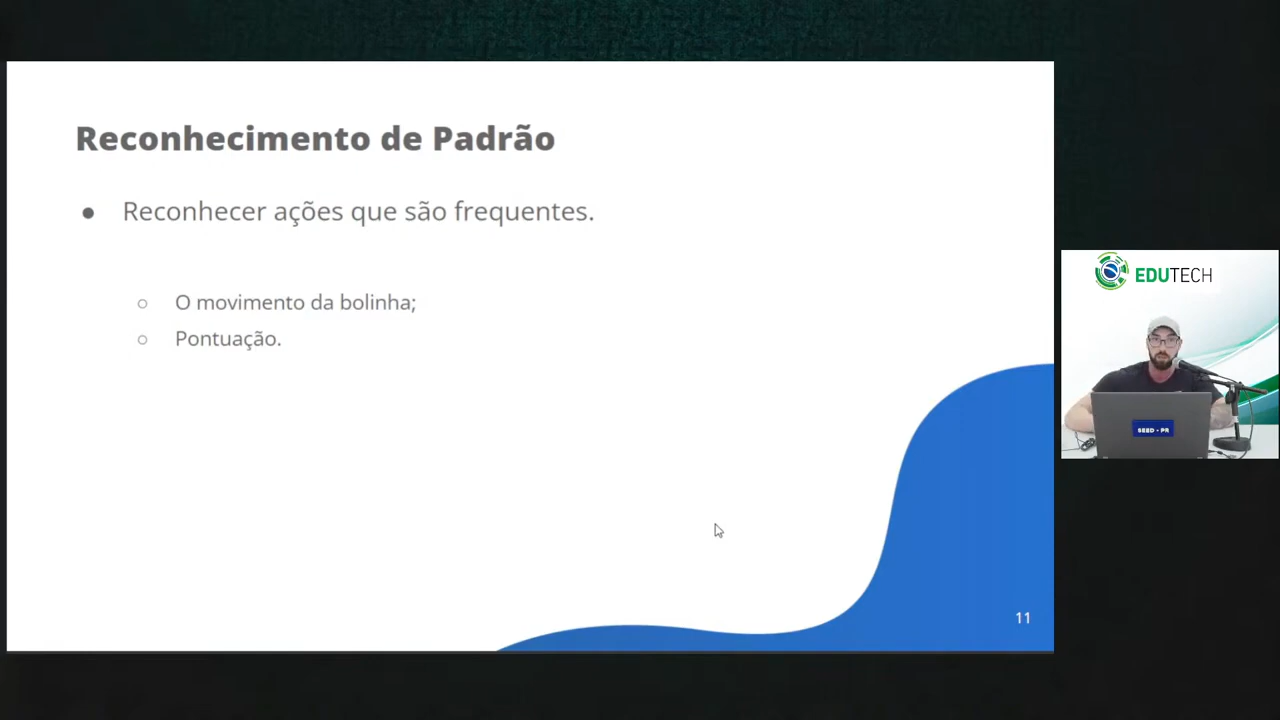 Reconhecimento de Padrão
● Reconhecer ações que são frequentes.
○ O movimento da bolinha;
○ Pontuação.
11
EDUTECH
SEED - PR